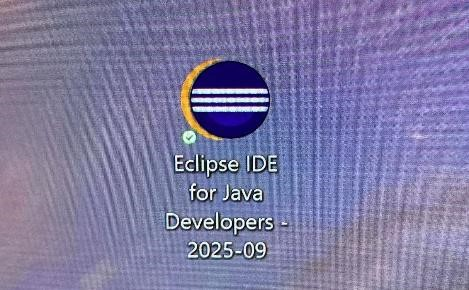 Eclipse IDE
for Java
Developers -
2025-09